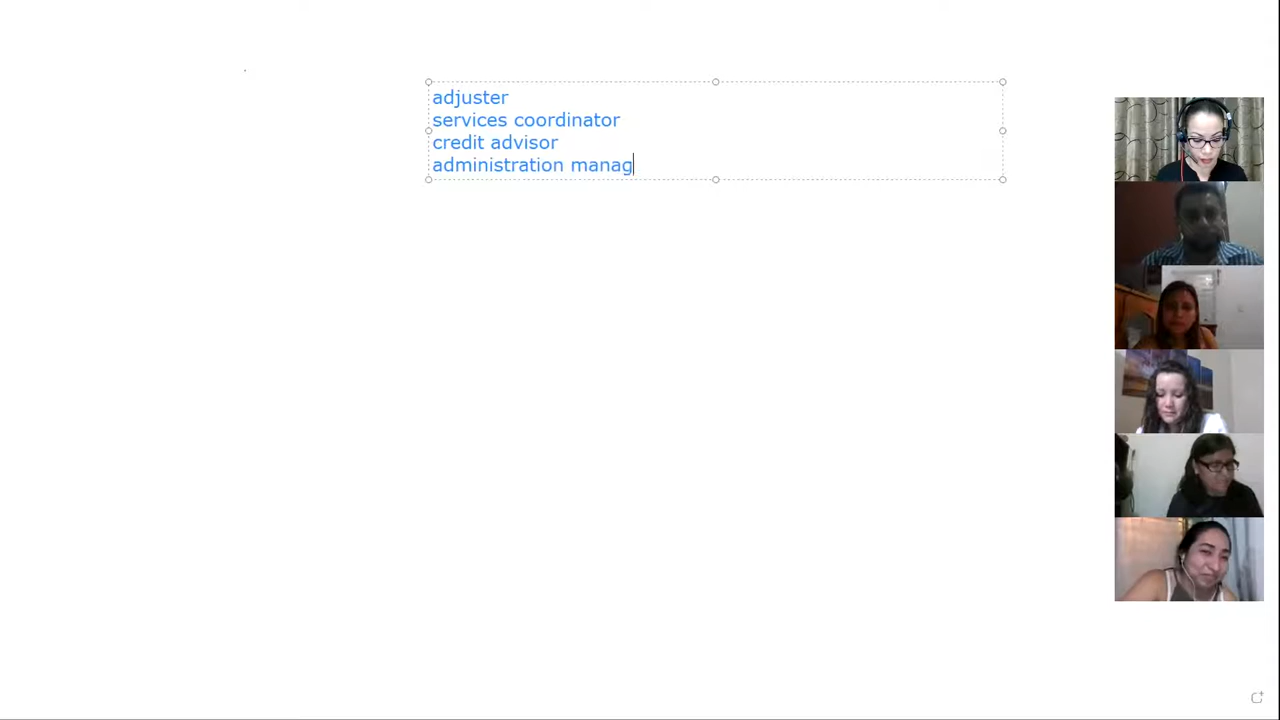 adjuster
services coordinator
credit advisor
administration manag